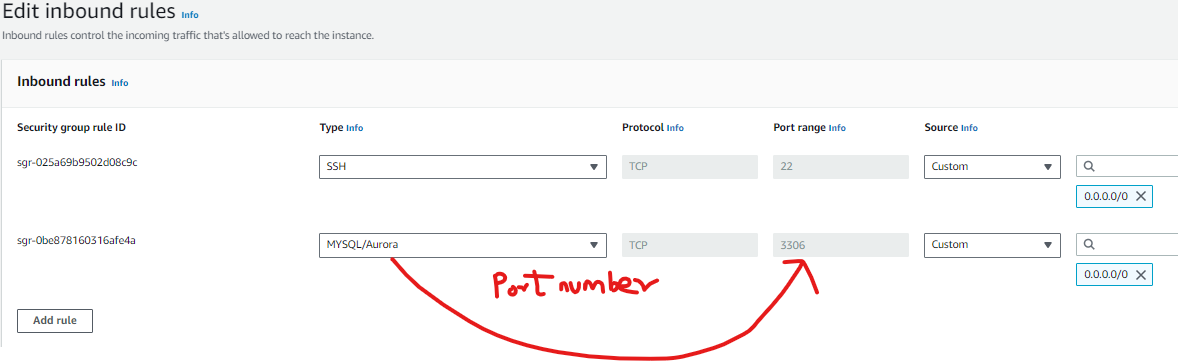 Edit inbound rules Info
Inbound rules control the incoming traffic that's allowed to reach the instance.
Inbound rules Info
Security group rule ID Type Info Protocol Info Port range Info Source Info
sgr-025a69b9502d08c9c SSH TCP 22 Custom
0.0.0.0/0
sgr-0be878160316afe4a MYSQL/Aurora TCP 3306 Custom
0.0.0.0/0
Port number
Add rule